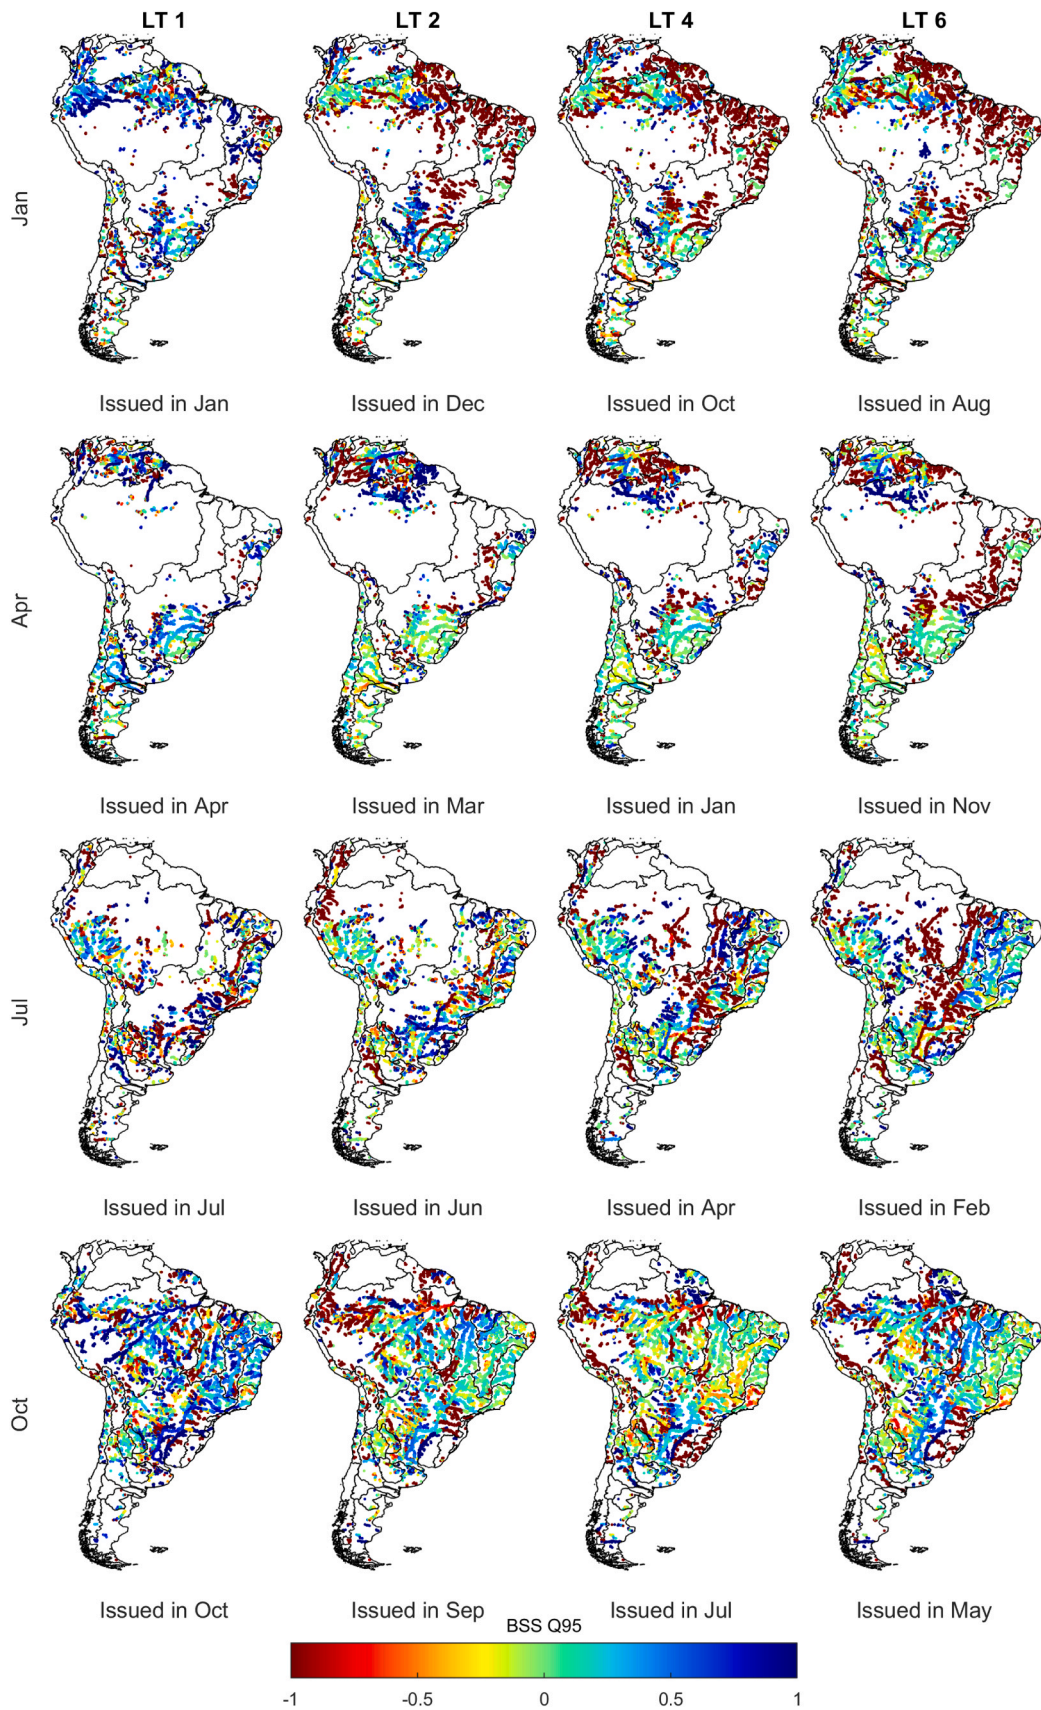 LT 1 LT 2 LT 4 LT 6
Jan
Issued in Jan Issued in Dec Issued in Oct Issued in Aug
Apr
Issued in Apr Issued in Mar Issued in Jan Issued in Nov
Jul
Issued in Jul Issued in Jun Issued in Apr Issued in Feb
Oct
Issued in Oct Issued in Sep Issued in Jul Issued in May
BSS Q95
-1 -0.5 0 0.5 1